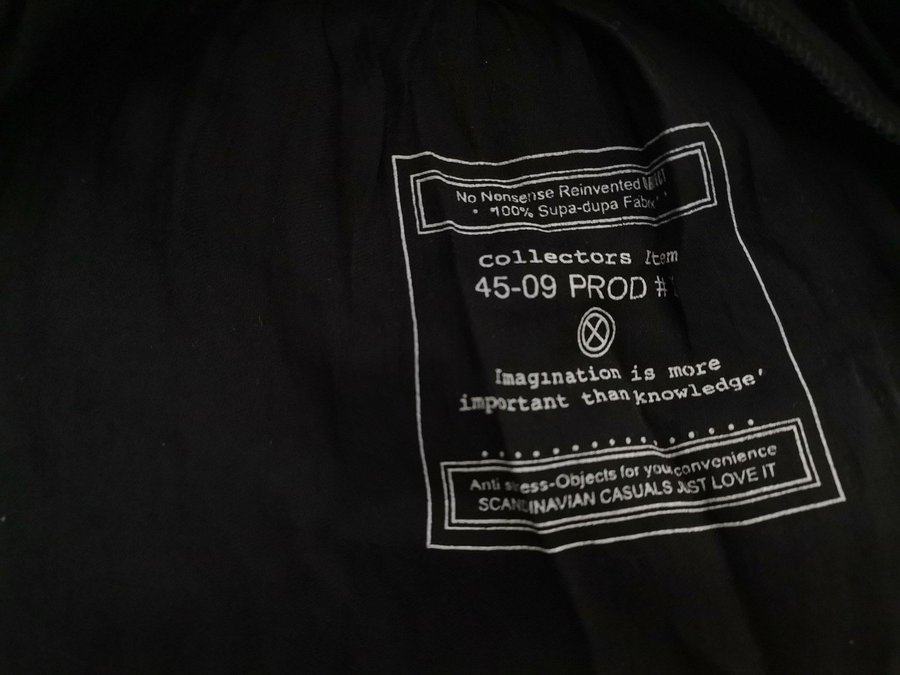 No Nonsense Reinvented
* "100% Supa-dupa Fabric"
collectors Item
45-09 PROD #
Imagination is more
important than knowledge'
Anti stress-Objects for your convenience
SCANDINAVIAN CASUALS JUST LOVE IT